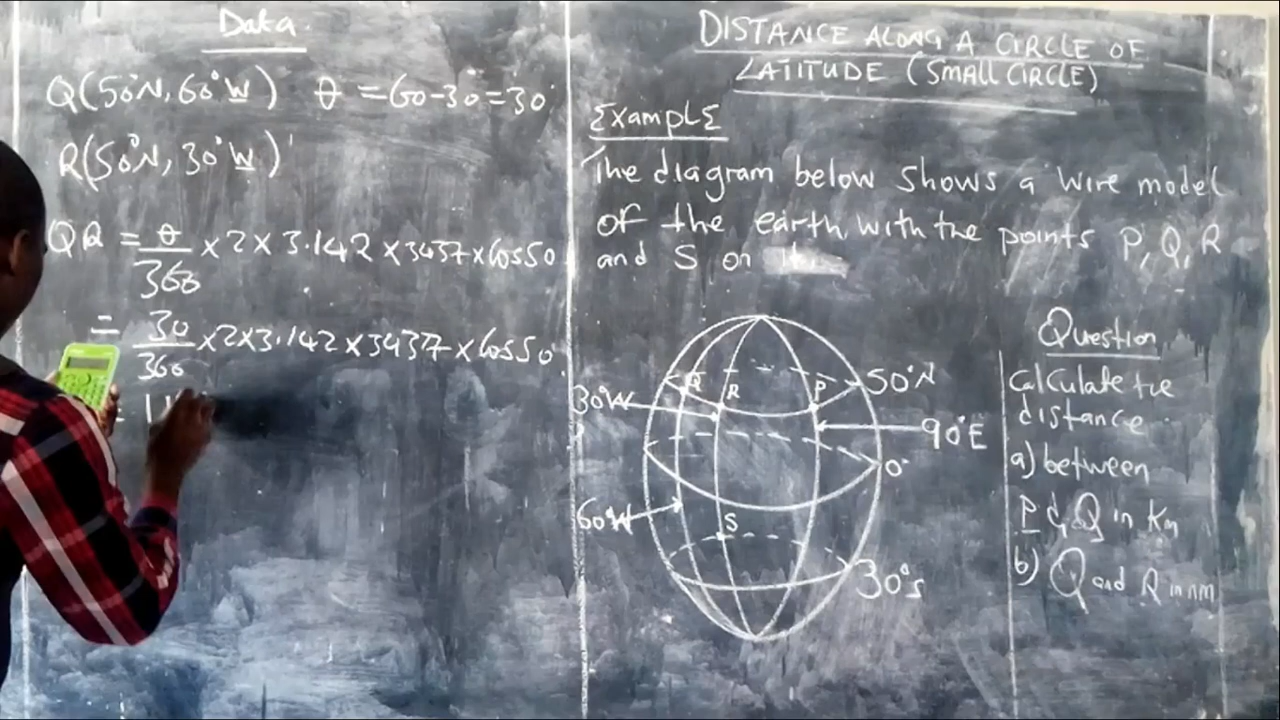 Data.
Q(50°N, 60°W) θ = 60-30 = 30°
R(50°N, 30°W)
QR = θ/360 × 2 × 3.142 × 3437 × Cos50
= 30/360 × 2 × 3.142 × 3437 × Cos50
= 11
DISTANCE ALONG A CIRCLE OF
LATITUDE (SMALL CIRCLE)
Example
The diagram below shows a wire model
of the earth with the points P, Q, R
and S on it.
Q R P 50°N
30°W
90°E
0°
60°W
S
30°S
Question
Calculate the
distance
a) between
P & Q in Km
b) Q and R in nm